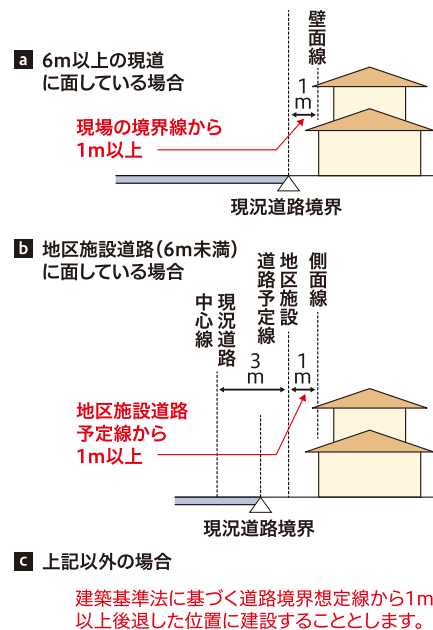 a 6m以上の現道
に面している場合
壁面線
1m
現場の境界線から
1m以上
現況道路境界
b 地区施設道路（6m未満）
に面している場合
現況道路
中心線
地区施設
道路予定線
側面線
3m
1m
地区施設道路
予定線から
1m以上
現況道路境界
c 上記以外の場合
建築基準法に基づく道路境界想定線から1m
以上後退した位置に建設することとします。